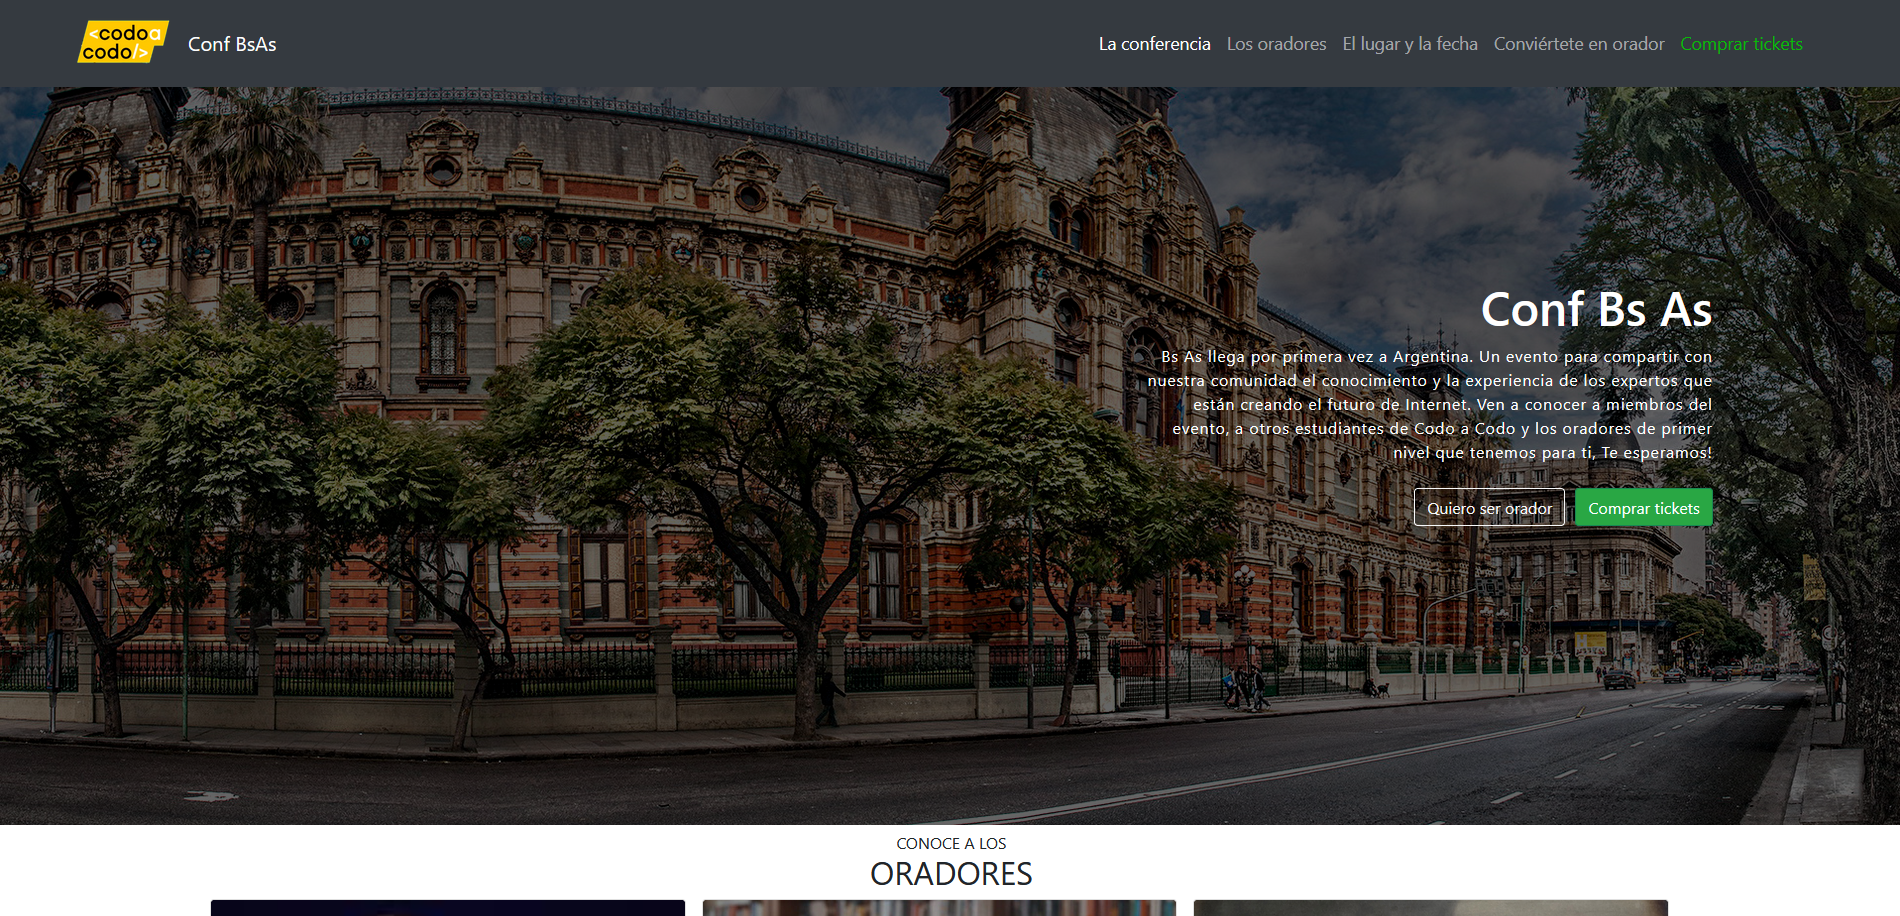 <codo a
codo/>
Conf BsAs
La conferencia
Los oradores
El lugar y la fecha
Conviértete en orador
Comprar tickets
Conf Bs As
Bs As llega por primera vez a Argentina. Un evento para compartir con
nuestra comunidad el conocimiento y la experiencia de los expertos que
están creando el futuro de Internet. Ven a conocer a miembros del
evento, a otros estudiantes de Codo a Codo y los oradores de primer
nivel que tenemos para ti, Te esperamos!
Quiero ser orador
Comprar tickets
CONOCE A LOS
ORADORES